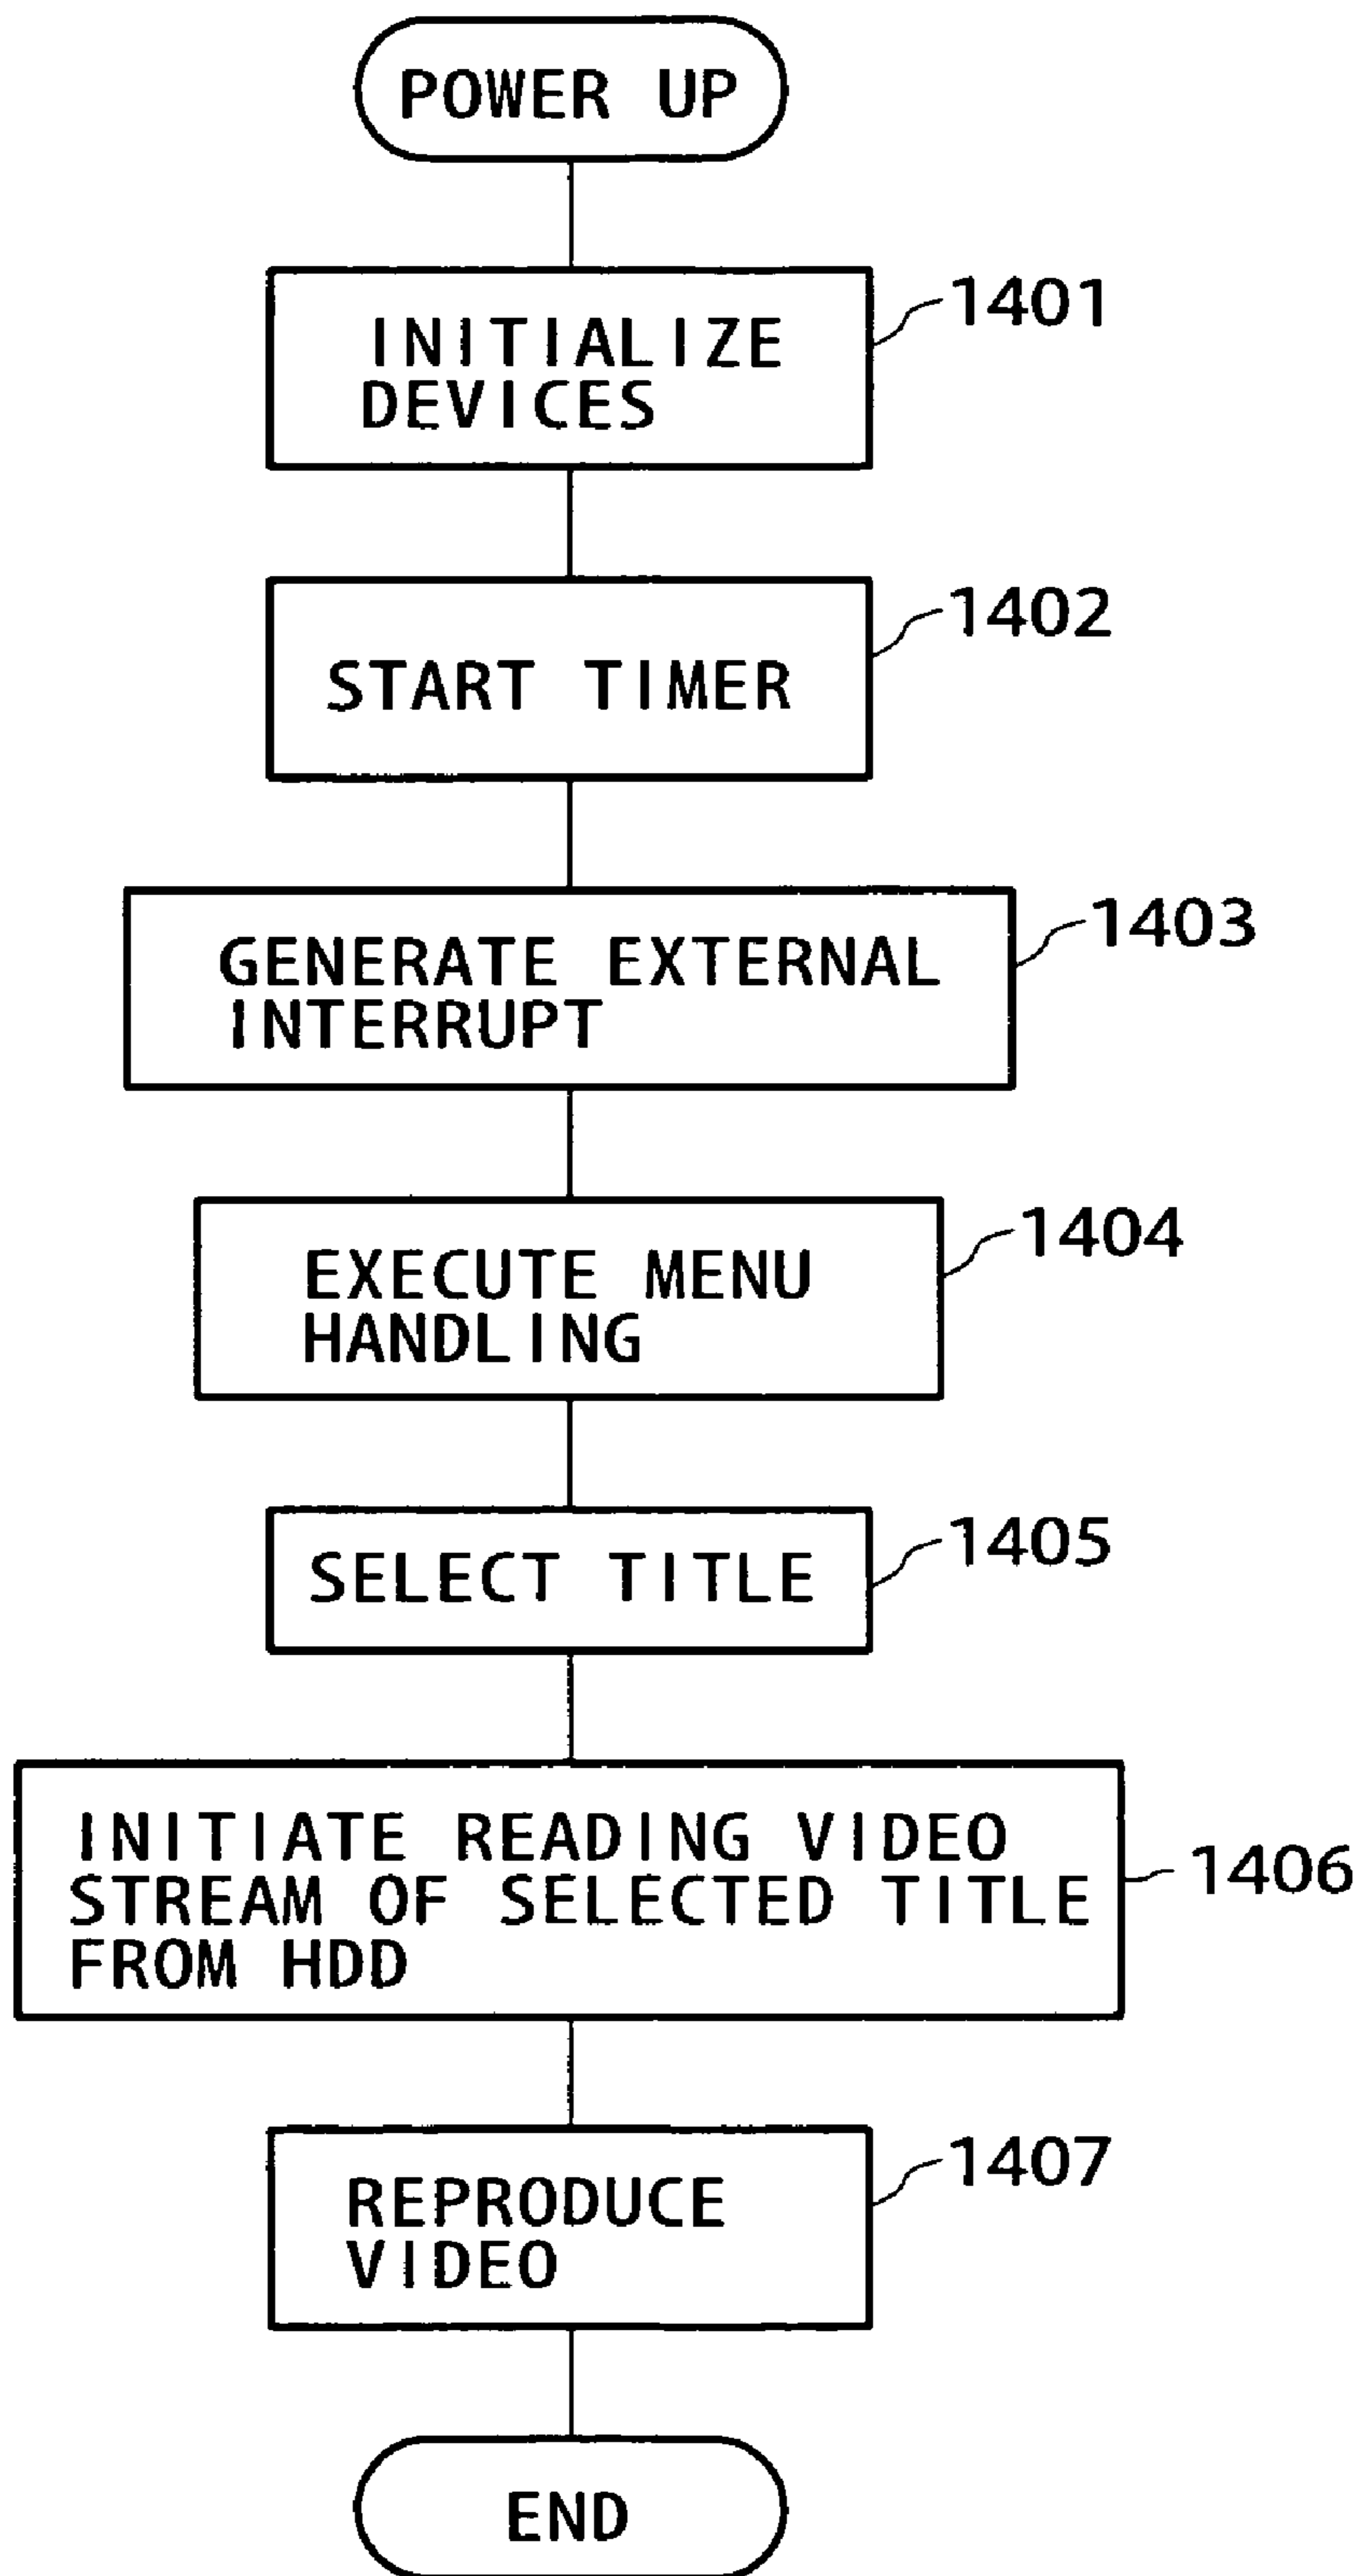 POWER UP
1401
INITIALIZE
DEVICES
1402
START TIMER
1403
GENERATE EXTERNAL
INTERRUPT
1404
EXECUTE MENU
HANDLING
1405
SELECT TITLE
INITIATE READING VIDEO
STREAM OF SELECTED TITLE
FROM HDD
1406
1407
REPRODUCE
VIDEO
END